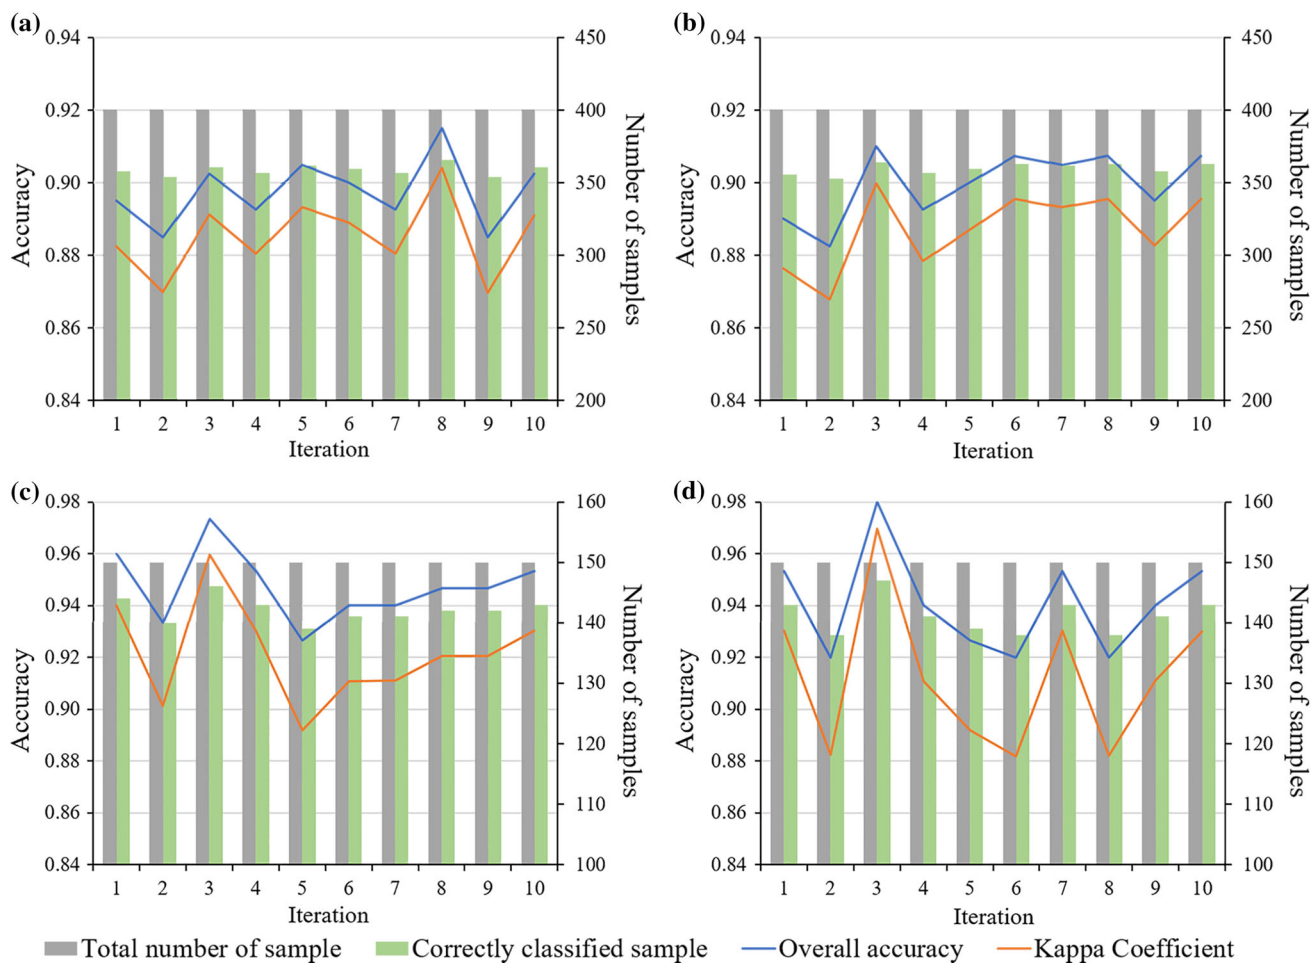 (a)
0.94
0.92
0.90
0.88
0.86
0.84
Accuracy
450
400
350
300
250
200
Number of samples
1 2 3 4 5 6 7 8 9 10
Iteration
(b)
0.94
0.92
0.90
0.88
0.86
0.84
Accuracy
450
400
350
300
250
200
Number of samples
1 2 3 4 5 6 7 8 9 10
Iteration
(c)
0.98
0.96
0.94
0.92
0.90
0.88
0.86
0.84
Accuracy
160
150
140
130
120
110
100
Number of samples
1 2 3 4 5 6 7 8 9 10
Iteration
(d)
0.98
0.96
0.94
0.92
0.90
0.88
0.86
0.84
Accuracy
160
150
140
130
120
110
100
Number of samples
1 2 3 4 5 6 7 8 9 10
Iteration
Total number of sample Correctly classified sample Overall accuracy Kappa Coefficient